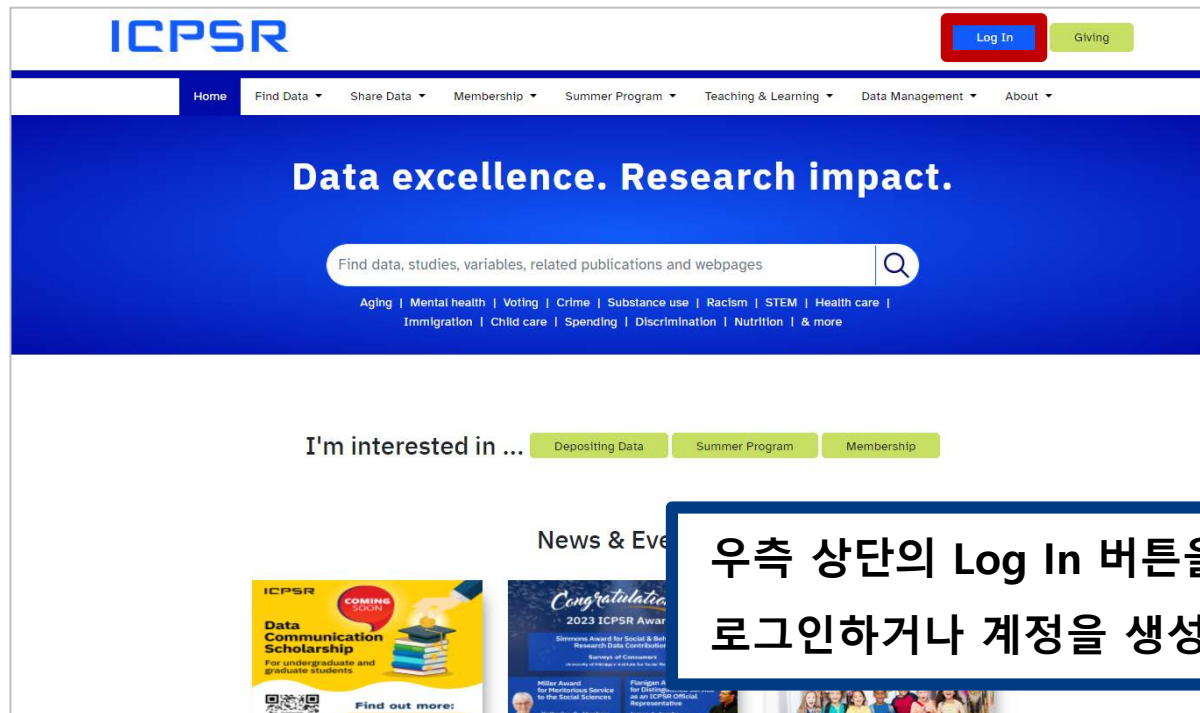 ICPSR
Log In
Giving
Home Find Data Share Data Membership Summer Program Teaching & Learning Data Management About
Data excellence. Research impact.
Find data, studies, variables, related publications and webpages
Aging | Mental health | Voting | Crime | Substance use | Racism | STEM | Health care |
Immigration | Child care | Spending | Discrimination | Nutrition | & more
I'm interested in ...
Depositing Data
Summer Program
Membership
News & Eve
우측 상단의 Log In 버튼을
로그인하거나 계정을 생성
ICPSR
COMING
SOON
Data
Communication
Scholarship
For undergraduate and
graduate students
Find out more:
Congratulatio
2023 ICPSR Awar
Simmons Award for Social & Beh
Research Data Contributio
Surveys of Consumers
Miller Award
for Meritorious Service
to the Social Sciences
Flanigan A
for Distinguished Service
as an ICPSR Official
Representative